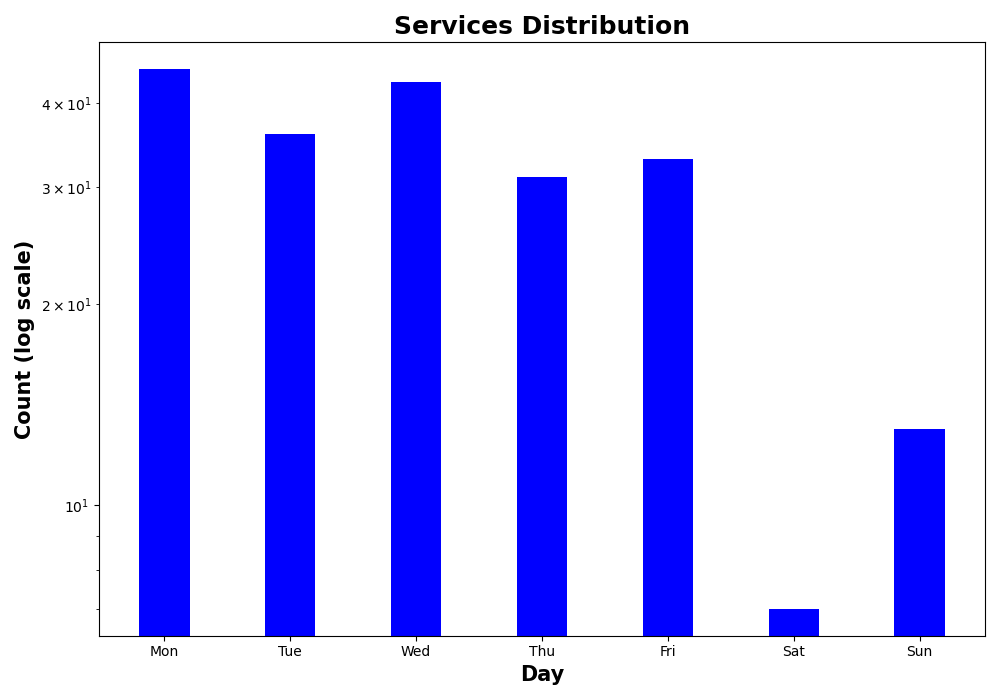 Services Distribution
4 × 10¹
3 × 10¹
2 × 10¹
10¹
Count (log scale)
Mon Tue Wed Thu Fri Sat Sun
Day